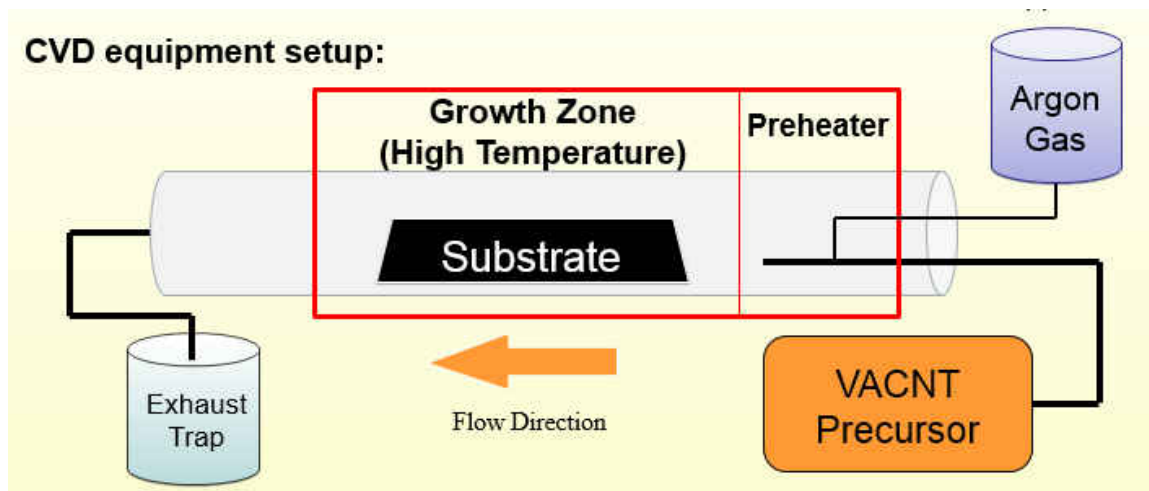 CVD equipment setup:
Growth Zone
(High Temperature)
Preheater
Argon
Gas
Substrate
Exhaust
Trap
Flow Direction
VACNT
Precursor